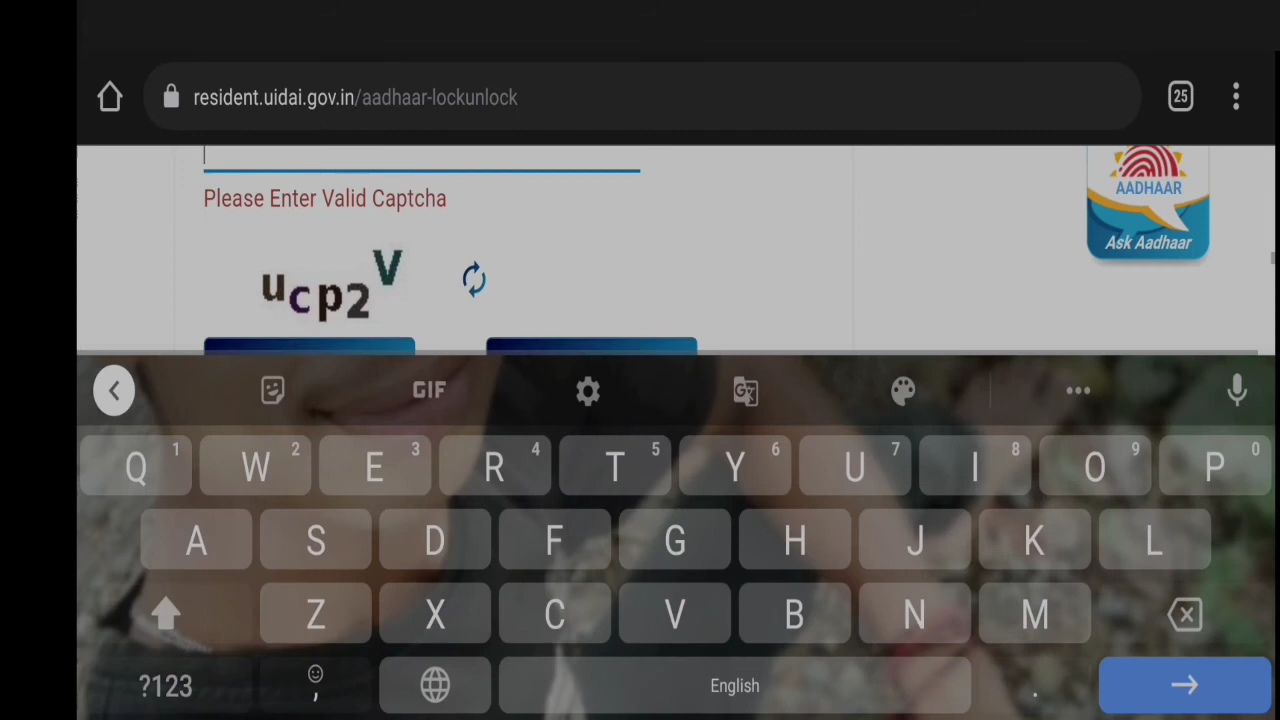 resident.uidai.gov.in/aadhaar-lockunlock 25
AADHAAR
Ask Aadhaar
Please Enter Valid Captcha
ucp2V
GIF
Q 1 W 2 E 3 R 4 T 5 Y 6 U 7 I 8 O 9 P 0
A S D F G H J K L
Z X C V B N M
?123 , English .